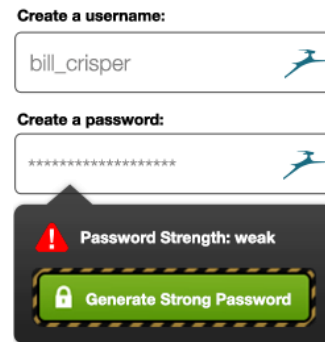 Create a username:
bill_crisper
Create a password:
*******************
Password Strength: weak
Generate Strong Password